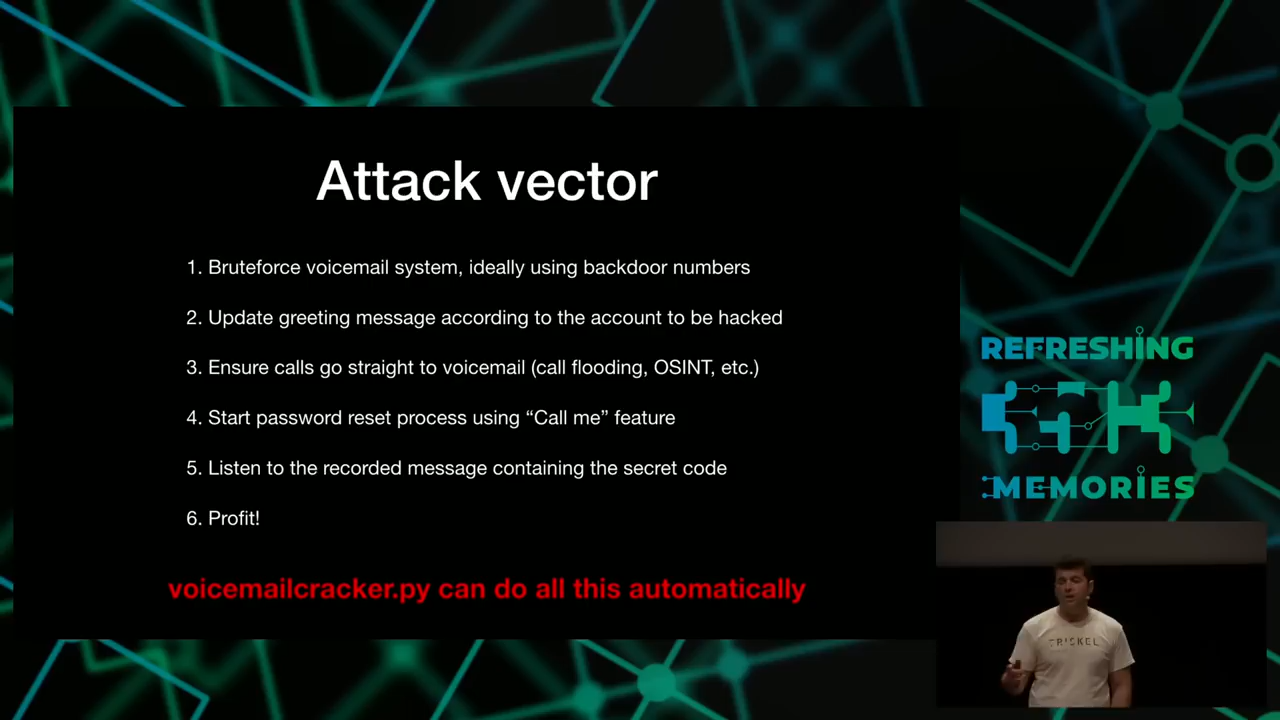 Attack vector
1. Bruteforce voicemail system, ideally using backdoor numbers
2. Update greeting message according to the account to be hacked
3. Ensure calls go straight to voicemail (call flooding, OSINT, etc.)
4. Start password reset process using “Call me” feature
5. Listen to the recorded message containing the secret code
6. Profit!
voicemailcracker.py can do all this automatically
REFRESHING
MEMORIES